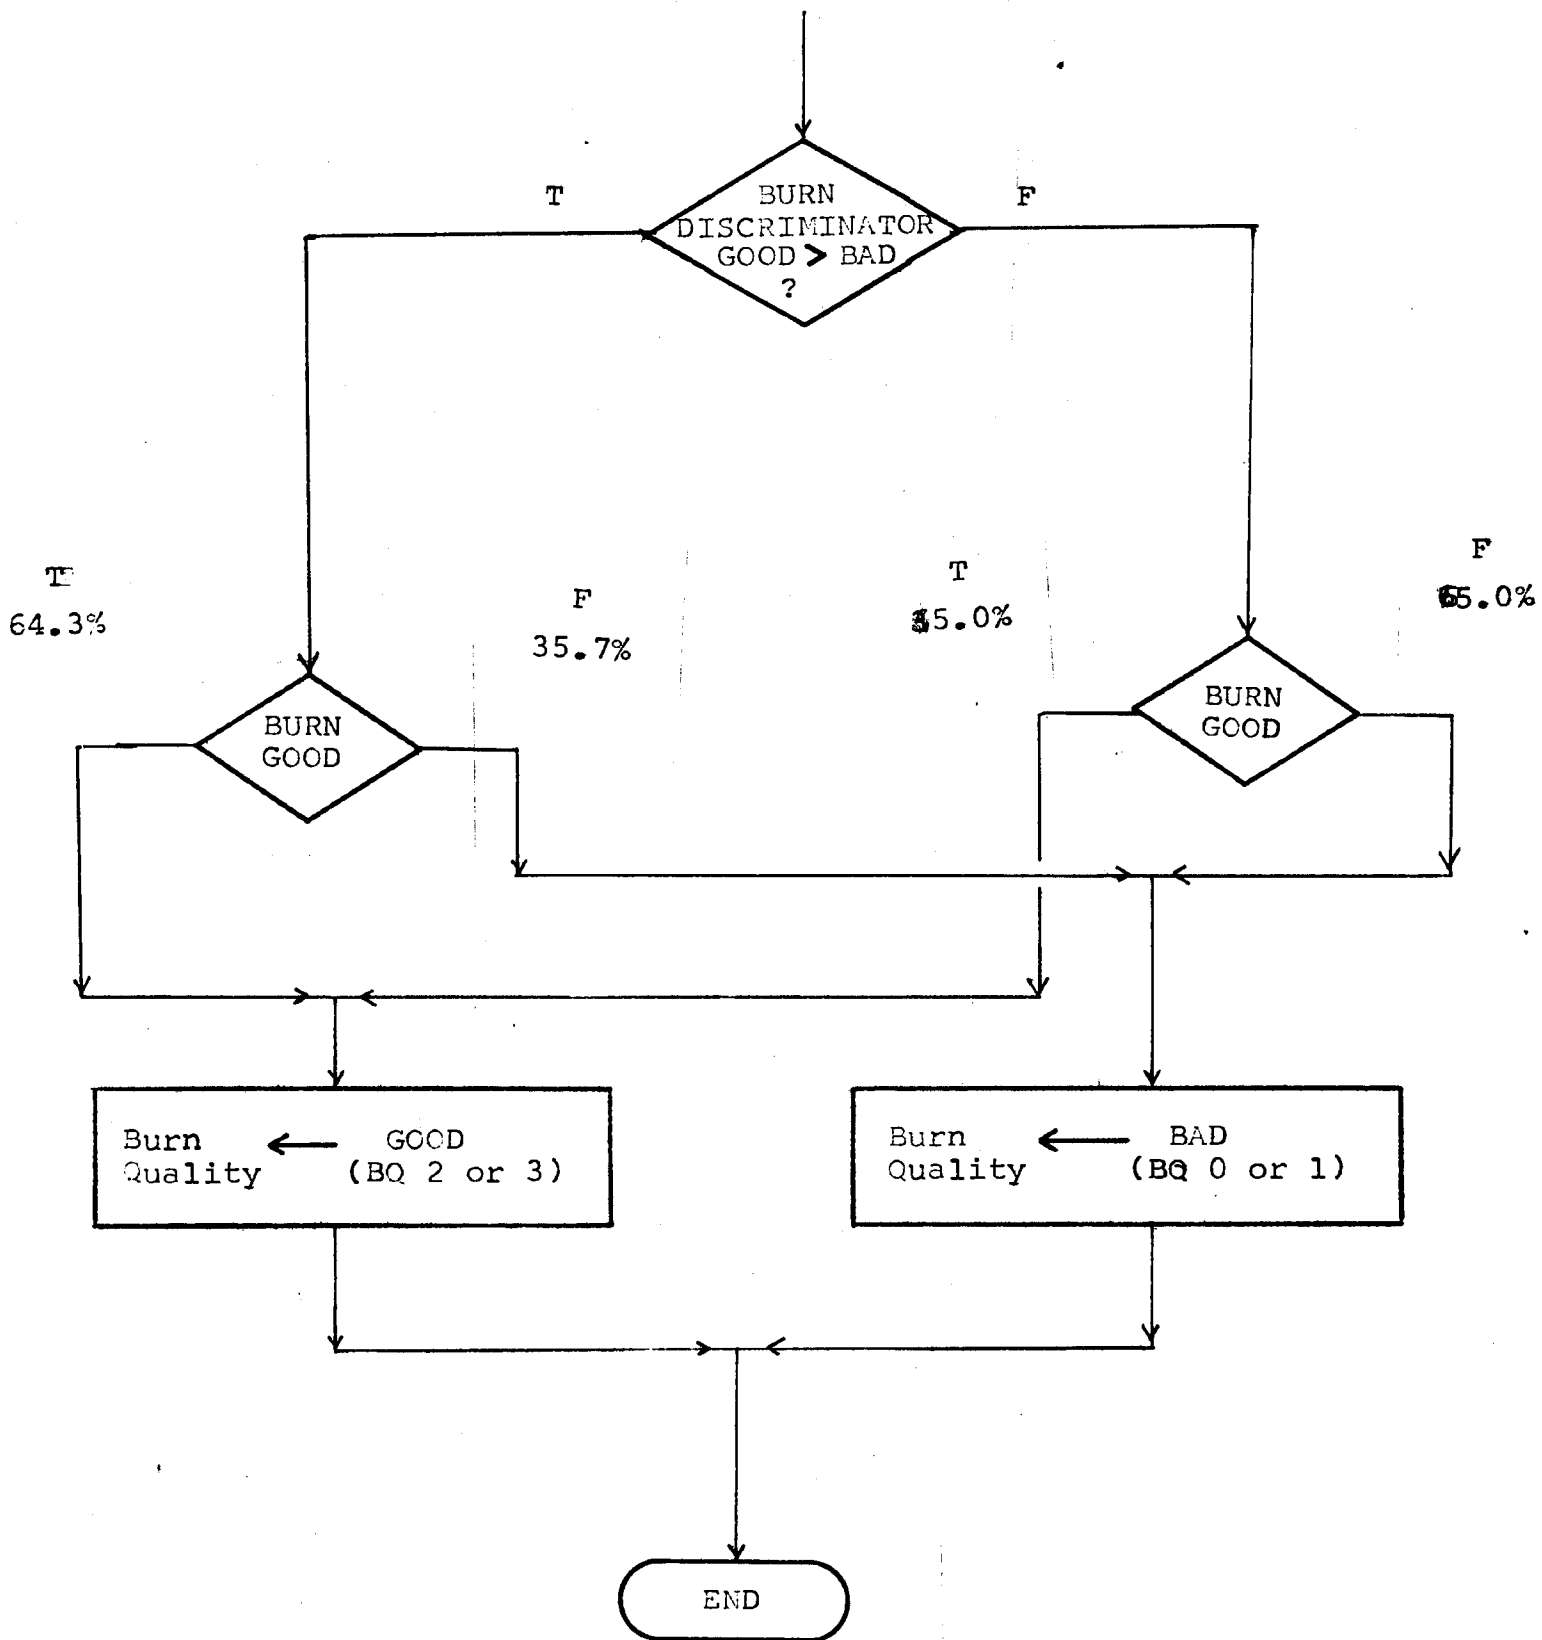 T
F
BURN
DISCRIMINATOR
GOOD > BAD
?
T
64.3%
F
35.7%
T
F
BURN
GOOD
BURN
GOOD
Burn ← GOOD
Quality (BQ 2 or 3)
Burn ← BAD
Quality (BQ 0 or 1)
END